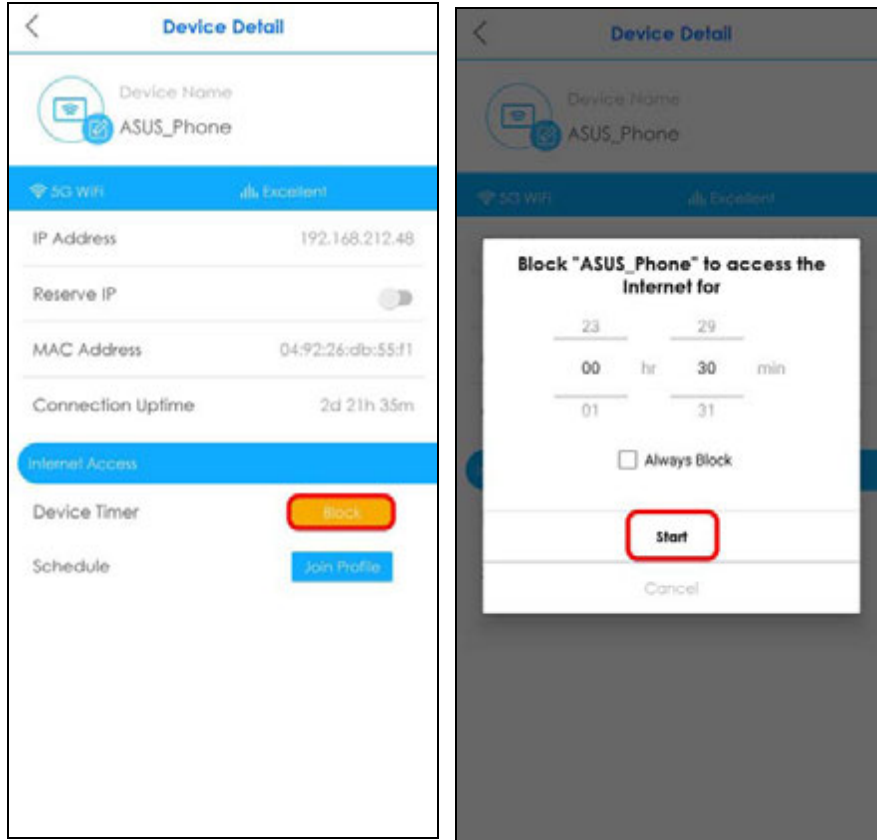 Device Detail
Device Name
ASUS_Phone
5G WiFi Excellent
IP Address 192.168.212.48
Reserve IP
MAC Address 04:92:26:db:55:f1
Connection Uptime 2d 21h 35m
Internet Access
Device Timer Block
Schedule Join Profile
Device Detail
Device Name
ASUS_Phone
5G WiFi Excellent
Block "ASUS_Phone" to access the
Internet for
23 29
00 hr 30 min
01 31
Always Block
Start
Cancel